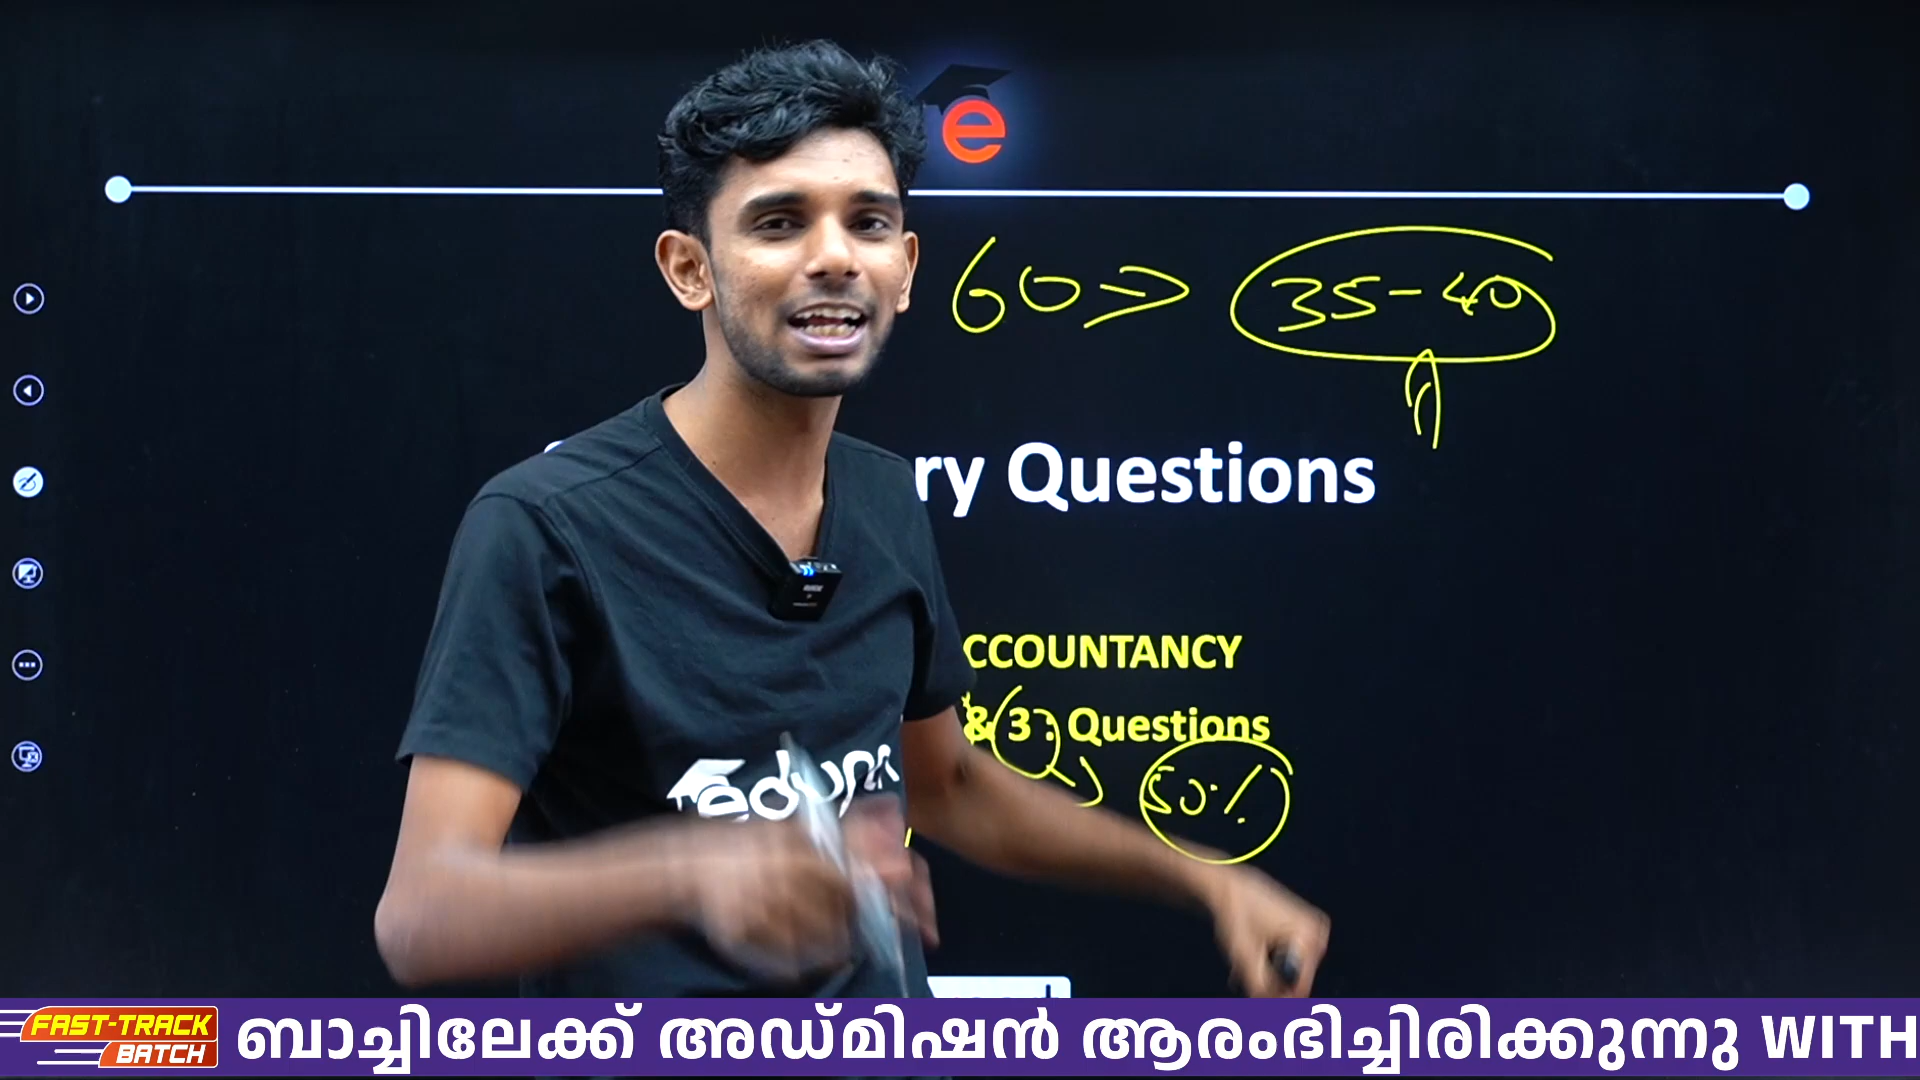 e
60 => 35-40
ry Questions
CCOUNTANCY
& 3 : Questions
50%
FAST-TRACK
BATCH
ബാച്ചിലേക്ക് അഡ്മിഷൻ ആരംഭിച്ചിരിക്കുന്നു WITH